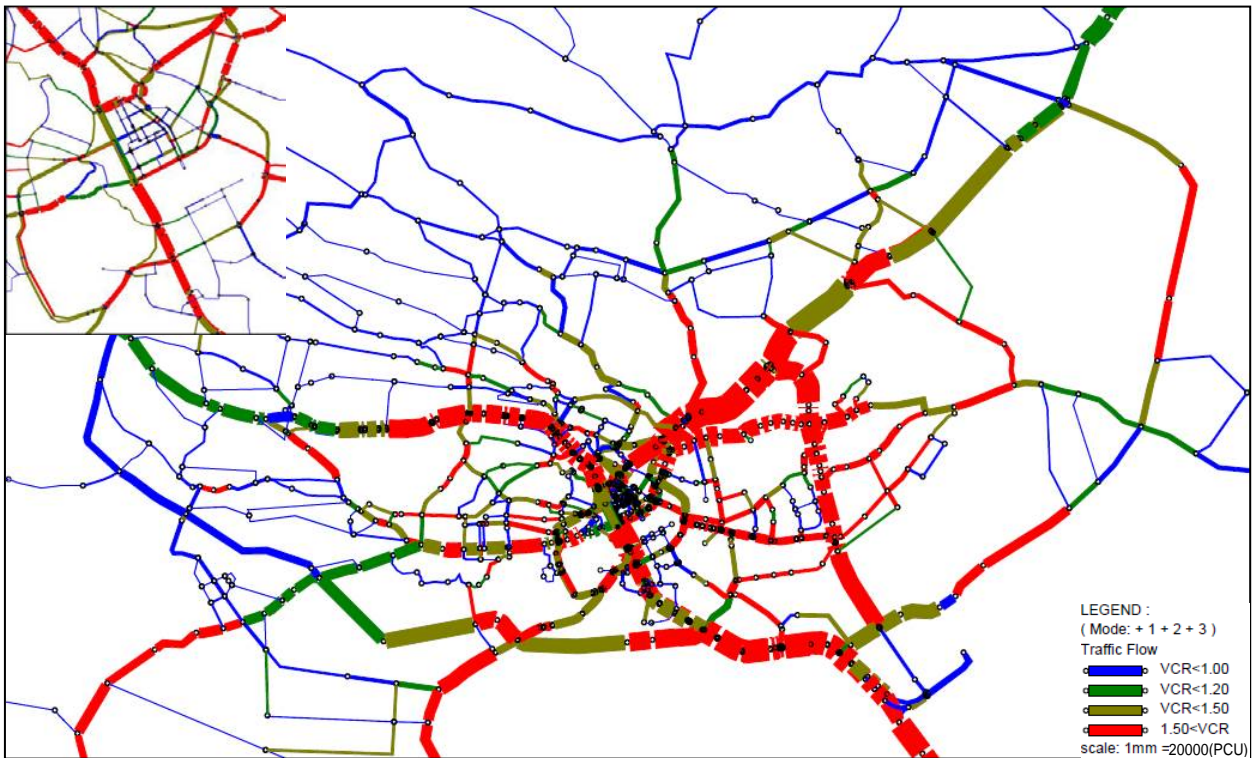 LEGEND :
( Mode: + 1 + 2 + 3 )
Traffic Flow
VCR<1.00
VCR<1.20
VCR<1.50
1.50<VCR
scale: 1mm =20000(PCU)